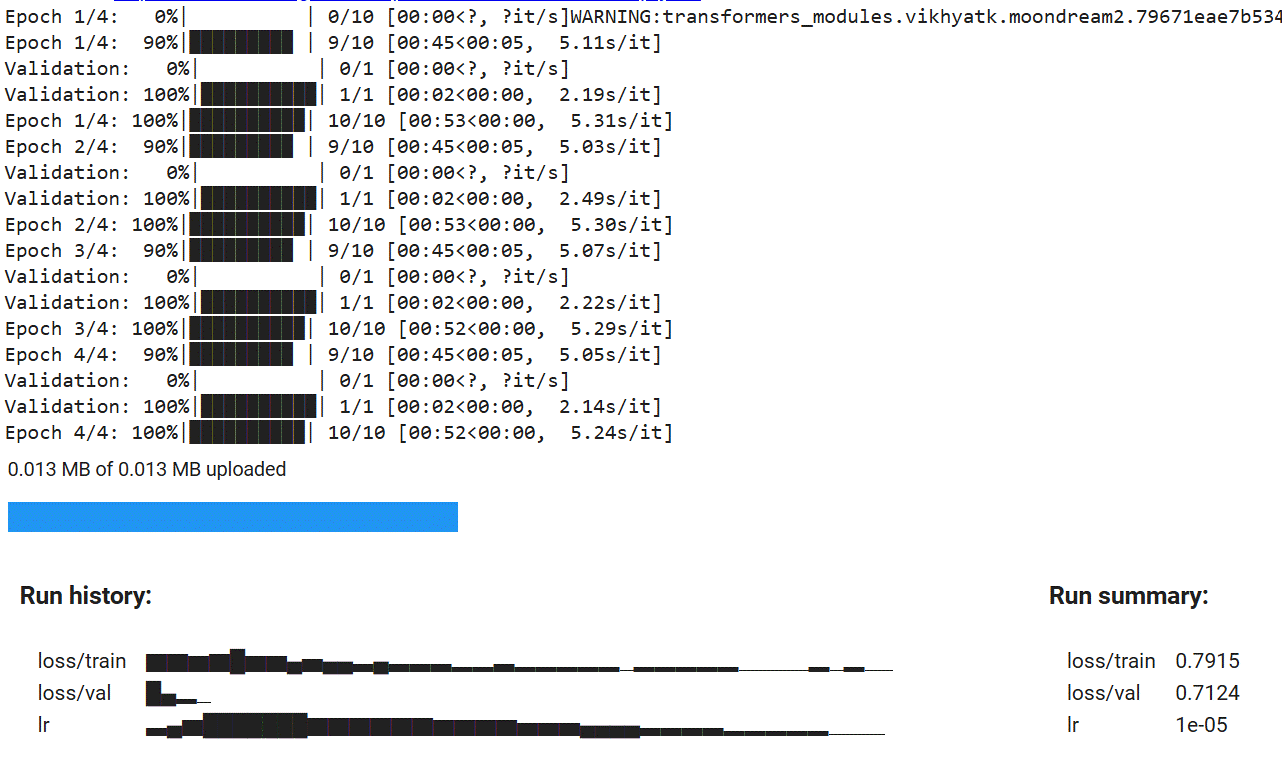 Epoch 1/4:   0%|          | 0/10 [00:00<?, ?it/s]WARNING:transformers_modules.vikhyatk.moondream2.79671eae7b534
Epoch 1/4:  90%|█████████ | 9/10 [00:45<00:05,  5.11s/it]
Validation:   0%|          | 0/1 [00:00<?, ?it/s]
Validation: 100%|██████████| 1/1 [00:02<00:00,  2.19s/it]
Epoch 1/4: 100%|██████████| 10/10 [00:53<00:00,  5.31s/it]
Epoch 2/4:  90%|█████████ | 9/10 [00:45<00:05,  5.03s/it]
Validation:   0%|          | 0/1 [00:00<?, ?it/s]
Validation: 100%|██████████| 1/1 [00:02<00:00,  2.49s/it]
Epoch 2/4: 100%|██████████| 10/10 [00:53<00:00,  5.30s/it]
Epoch 3/4:  90%|█████████ | 9/10 [00:45<00:05,  5.07s/it]
Validation:   0%|          | 0/1 [00:00<?, ?it/s]
Validation: 100%|██████████| 1/1 [00:02<00:00,  2.22s/it]
Epoch 3/4: 100%|██████████| 10/10 [00:52<00:00,  5.29s/it]
Epoch 4/4:  90%|█████████ | 9/10 [00:45<00:05,  5.05s/it]
Validation:   0%|          | 0/1 [00:00<?, ?it/s]
Validation: 100%|██████████| 1/1 [00:02<00:00,  2.14s/it]
Epoch 4/4: 100%|██████████| 10/10 [00:52<00:00,  5.24s/it]
0.013 MB of 0.013 MB uploaded
Run history:
loss/train
loss/val
lr
Run summary:
loss/train 0.7915
loss/val 0.7124
lr 1e-05